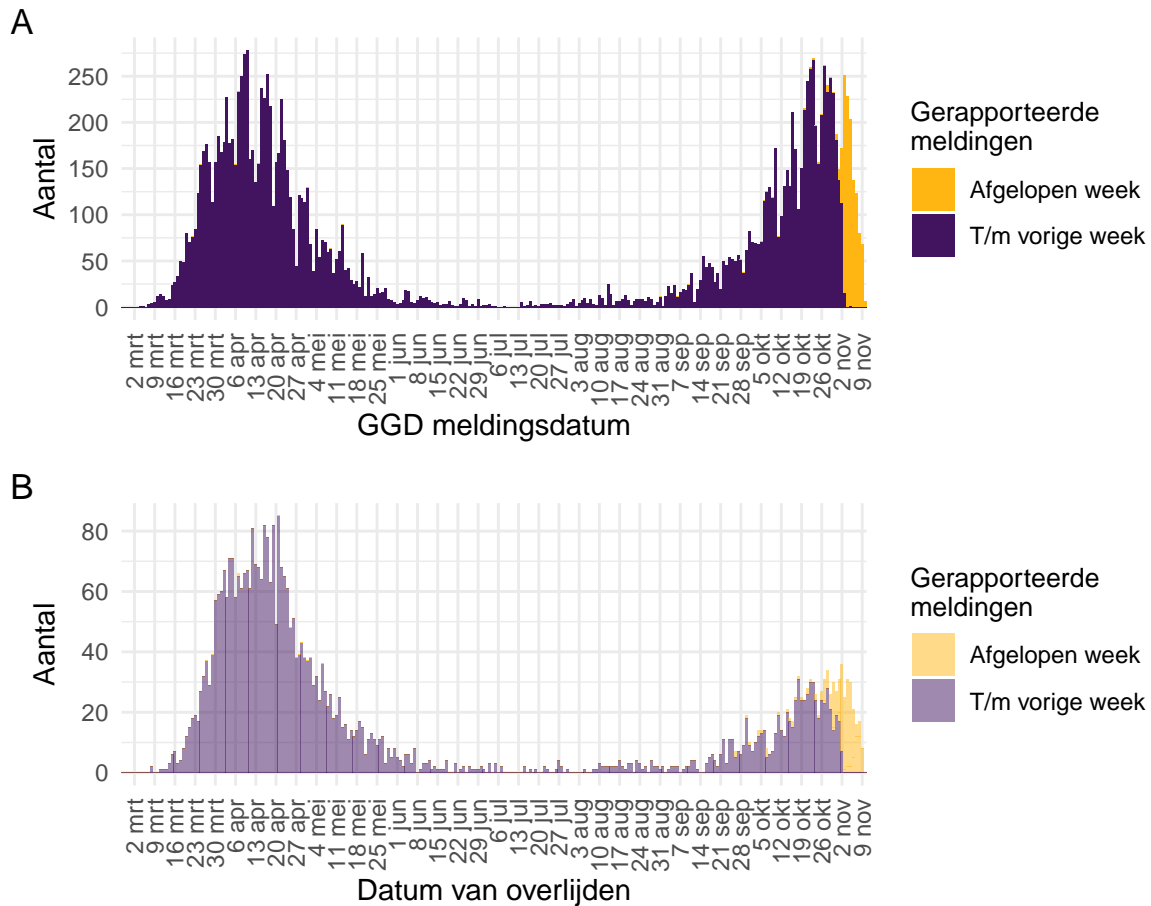 A
Aantal
250
200
150
100
50
0
2 mrt
9 mrt
16 mrt
23 mrt
30 mrt
6 apr
13 apr
20 apr
27 apr
4 mei
11 mei
18 mei
25 mei
1 jun
8 jun
15 jun
22 jun
29 jun
6 jul
13 jul
20 jul
27 jul
3 aug
10 aug
17 aug
24 aug
31 aug
7 sep
14 sep
28 sep
5 okt
12 okt
19 okt
26 okt
2 nov
9 nov
GGD meldingsdatum
Gerapporteerde
meldingen
Afgelopen week
T/m vorige week
B
Aantal
80
60
40
20
0
2 mrt
9 mrt
16 mrt
23 mrt
30 mrt
6 apr
13 apr
20 apr
27 apr
4 mei
11 mei
18 mei
25 mei
1 jun
8 jun
15 jun
22 jun
29 jun
6 jul
13 jul
20 jul
27 jul
3 aug
10 aug
17 aug
24 aug
31 aug
7 sep
14 sep
28 sep
5 okt
12 okt
19 okt
26 okt
2 nov
9 nov
Datum van overlijden
Gerapporteerde
meldingen
Afgelopen week
T/m vorige week